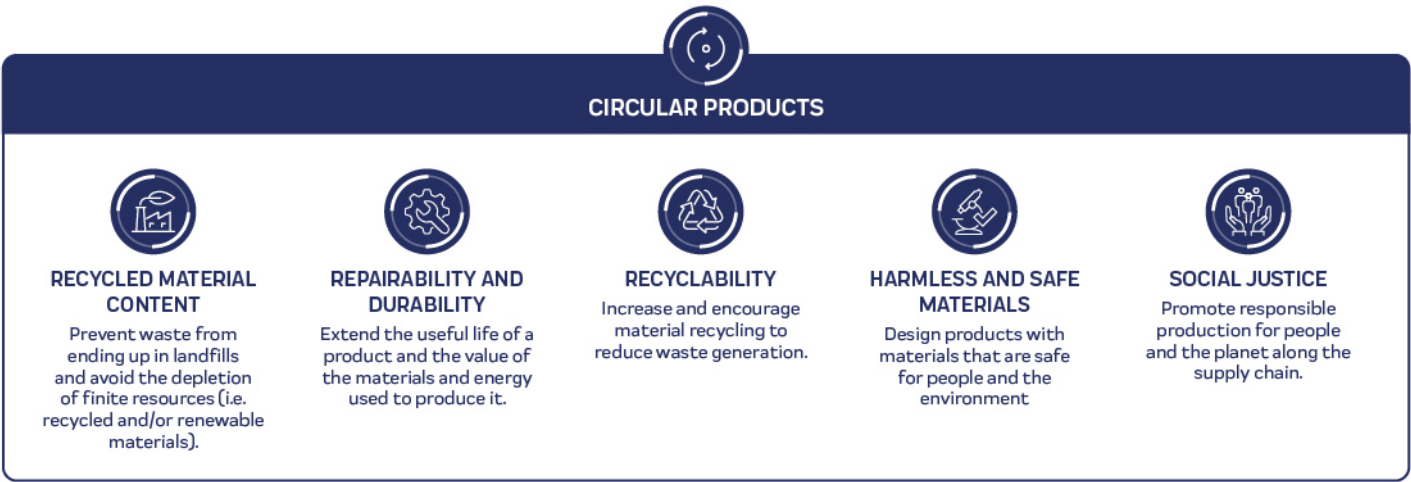 CIRCULAR PRODUCTS
RECYCLED MATERIAL
CONTENT
Prevent waste from
ending up in landfills
and avoid the depletion
of finite resources (i.e.
recycled and/or renewable
materials).
REPAIRABILITY AND
DURABILITY
Extend the useful life of a
product and the value of
the materials and energy
used to produce it.
RECYCLABILITY
Increase and encourage
material recycling to
reduce waste generation.
HARMLESS AND SAFE
MATERIALS
Design products with
materials that are safe
for people and the
environment
SOCIAL JUSTICE
Promote responsible
production for people
and the planet along the
supply chain.